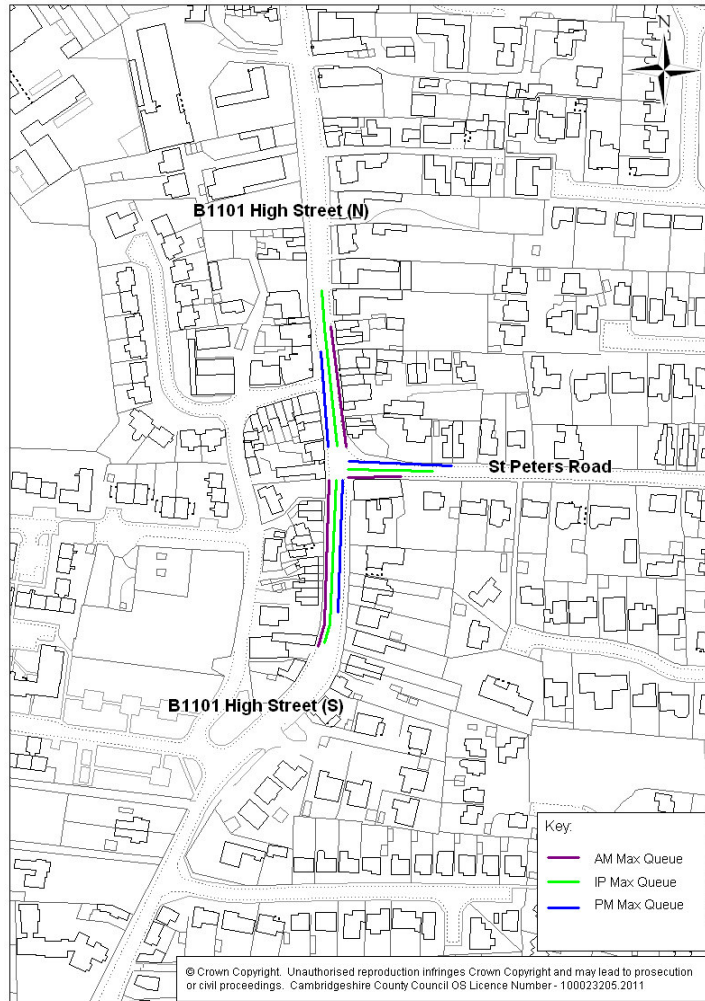 N
B1101 High Street (N)
St Peters Road
B1101 High Street (S)
Key:
AM Max Queue
IP Max Queue
PM Max Queue
© Crown Copyright. Unauthorised reproduction infringes Crown Copyright and may lead to prosecution
or civil proceedings. Cambridgeshire County Council OS Licence Number - 100023205.2011